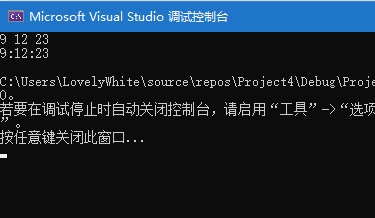 Microsoft Visual Studio 调试控制台
9 12 23
9:12:23
C:\Users\LovelyWhite\source\repos\Project4\Debug\Proje
0。
若要在调试停止时自动关闭控制台，请启用“工具”->“选项
”。
按任意键关闭此窗口...